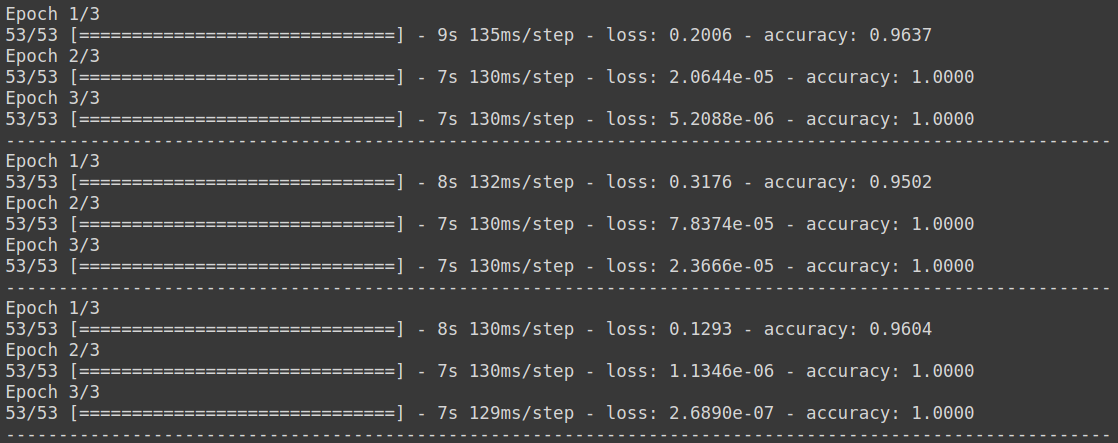 Epoch 1/3
53/53 [==============================] - 9s 135ms/step - loss: 0.2006 - accuracy: 0.9637
Epoch 2/3
53/53 [==============================] - 7s 130ms/step - loss: 2.0644e-05 - accuracy: 1.0000
Epoch 3/3
53/53 [==============================] - 7s 130ms/step - loss: 5.2088e-06 - accuracy: 1.0000
---------------------------------------------------------------------------------------------------------
Epoch 1/3
53/53 [==============================] - 8s 132ms/step - loss: 0.3176 - accuracy: 0.9502
Epoch 2/3
53/53 [==============================] - 7s 130ms/step - loss: 7.8374e-05 - accuracy: 1.0000
Epoch 3/3
53/53 [==============================] - 7s 130ms/step - loss: 2.3666e-05 - accuracy: 1.0000
---------------------------------------------------------------------------------------------------------
Epoch 1/3
53/53 [==============================] - 8s 130ms/step - loss: 0.1293 - accuracy: 0.9604
Epoch 2/3
53/53 [==============================] - 7s 130ms/step - loss: 1.1346e-06 - accuracy: 1.0000
Epoch 3/3
53/53 [==============================] - 7s 129ms/step - loss: 2.6890e-07 - accuracy: 1.0000
---------------------------------------------------------------------------------------------------------